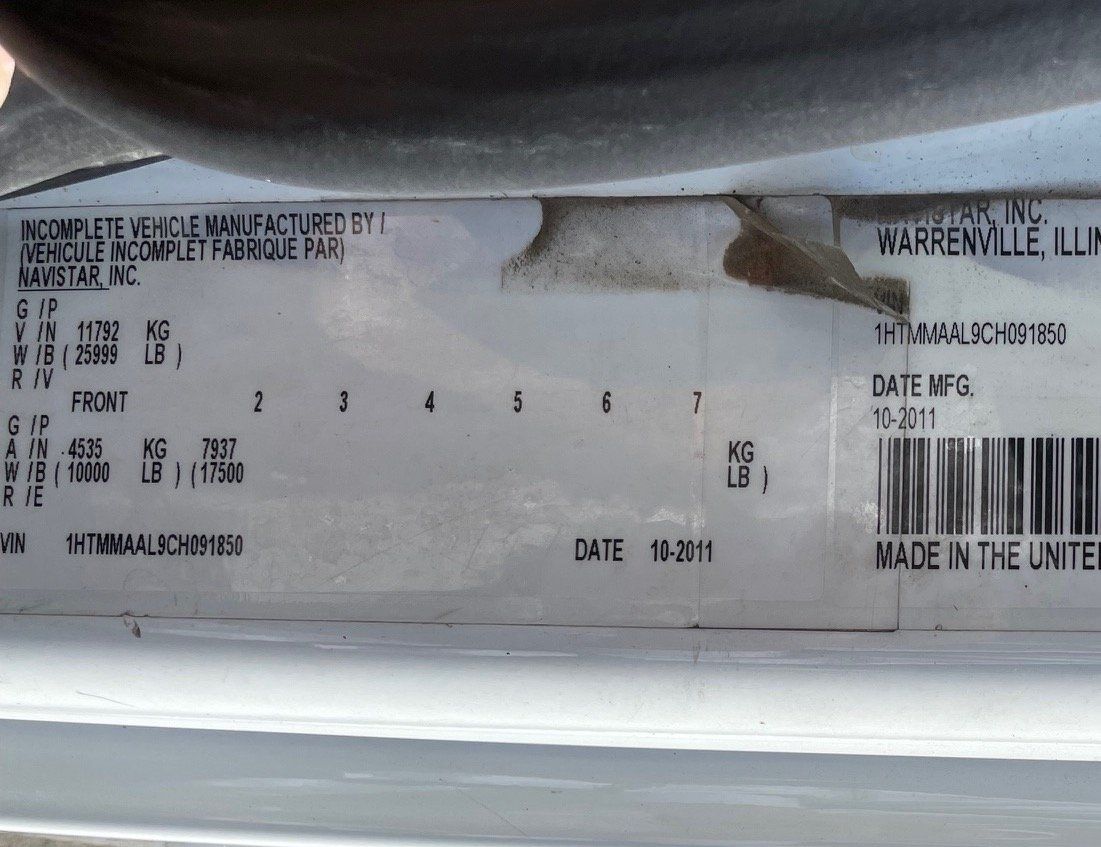 INCOMPLETE VEHICLE MANUFACTURED BY /
(VEHICULE INCOMPLET FABRIQUE PAR)
NAVISTAR, INC.
G /P
V /N 11792 KG
W /B ( 25999 LB )
R /V
FRONT 2 3 4 5 6 7
G /P
A /N 4535 KG 7937 KG
W /B ( 10000 LB ) ( 17500 LB )
R /E
VIN 1HTMMAAL9CH091850 DATE 10-2011
NAVISTAR, INC.
WARRENVILLE, ILLIN
1HTMMAAL9CH091850
DATE MFG.
10-2011
MADE IN THE UNITE